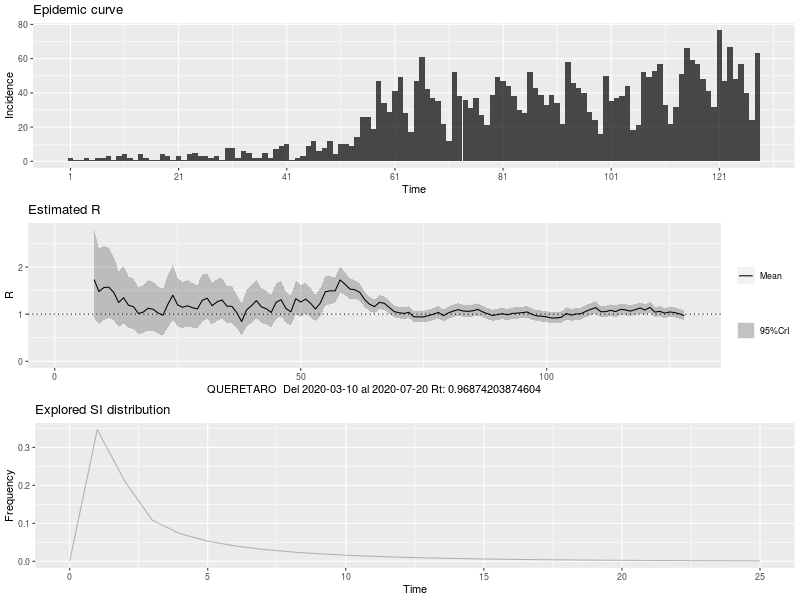 Epidemic curve
80
60
40
20
0
Incidence
1
21
41
61
81
101
121
Time
Estimated R
2
1
0
R
0
50
100
QUERETARO Del 2020-03-10 al 2020-07-20 Rt: 0.96874203874604
Mean
95%CrI
Explored SI distribution
0.3
0.2
0.1
0.0
Frequency
0
5
10
15
20
25
Time